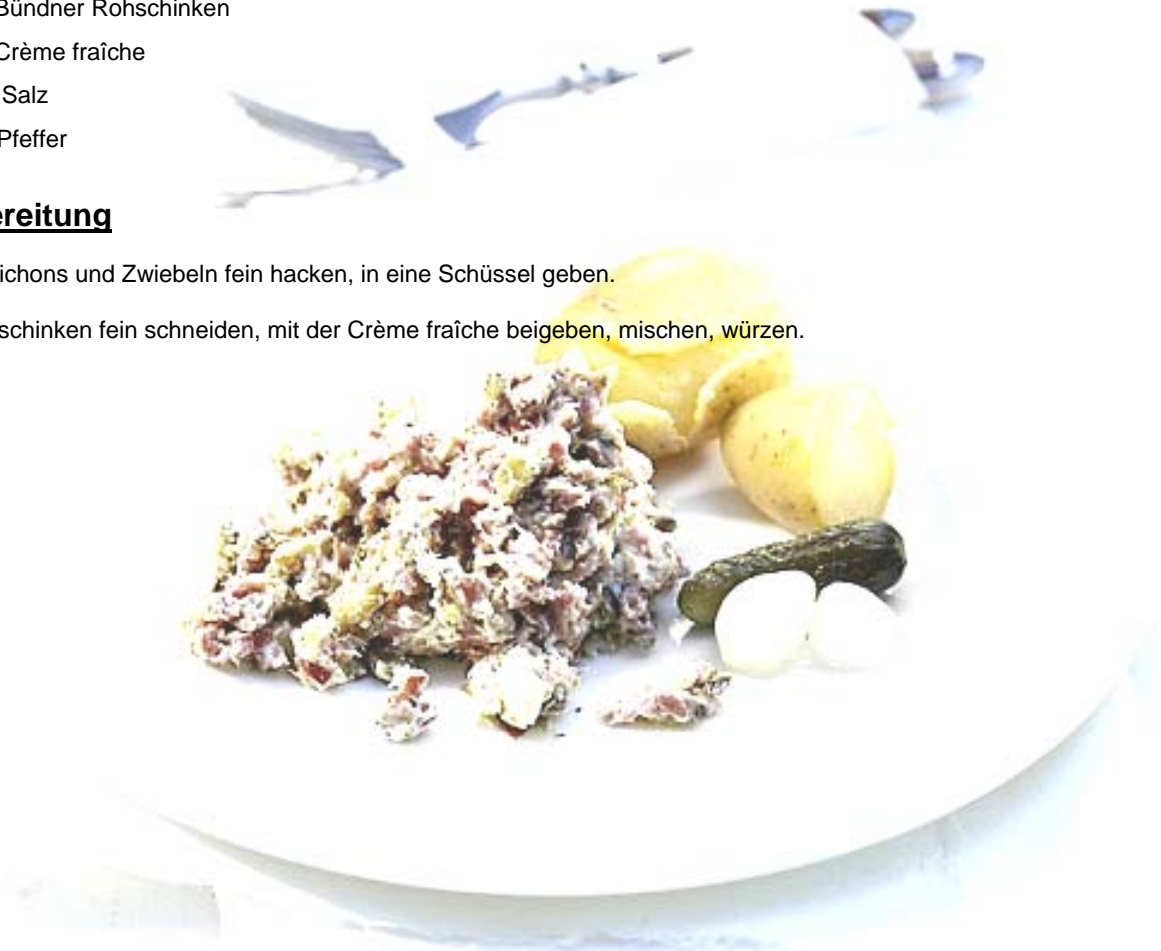 Bündner Rohschinken
Crème fraîche
Salz
Pfeffer
ereitung
ichons und Zwiebeln fein hacken, in eine Schüssel geben.
schinken fein schneiden, mit der Crème fraîche beigeben, mischen, würzen.